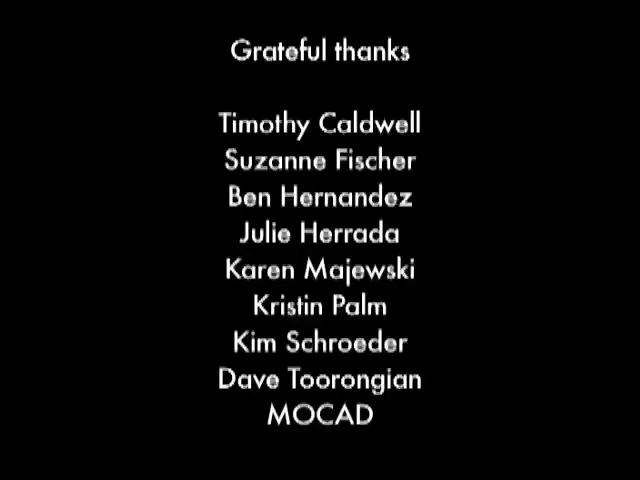 Grateful thanks
Timothy Caldwell
Suzanne Fischer
Ben Hernandez
Julie Herrada
Karen Majewski
Kristin Palm
Kim Schroeder
Dave Toorongian
MOCAD